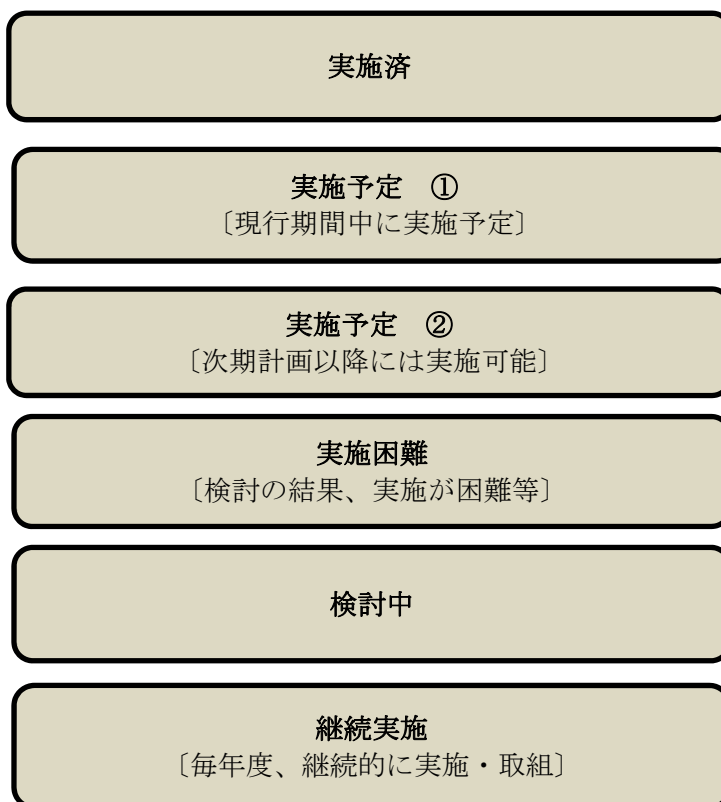 実施済
実施予定　①
〔現行期間中に実施予定〕
実施予定　②
〔次期計画以降には実施可能〕
実施困難
〔検討の結果、実施が困難等〕
検討中
継続実施
〔毎年度、継続的に実施・取組〕